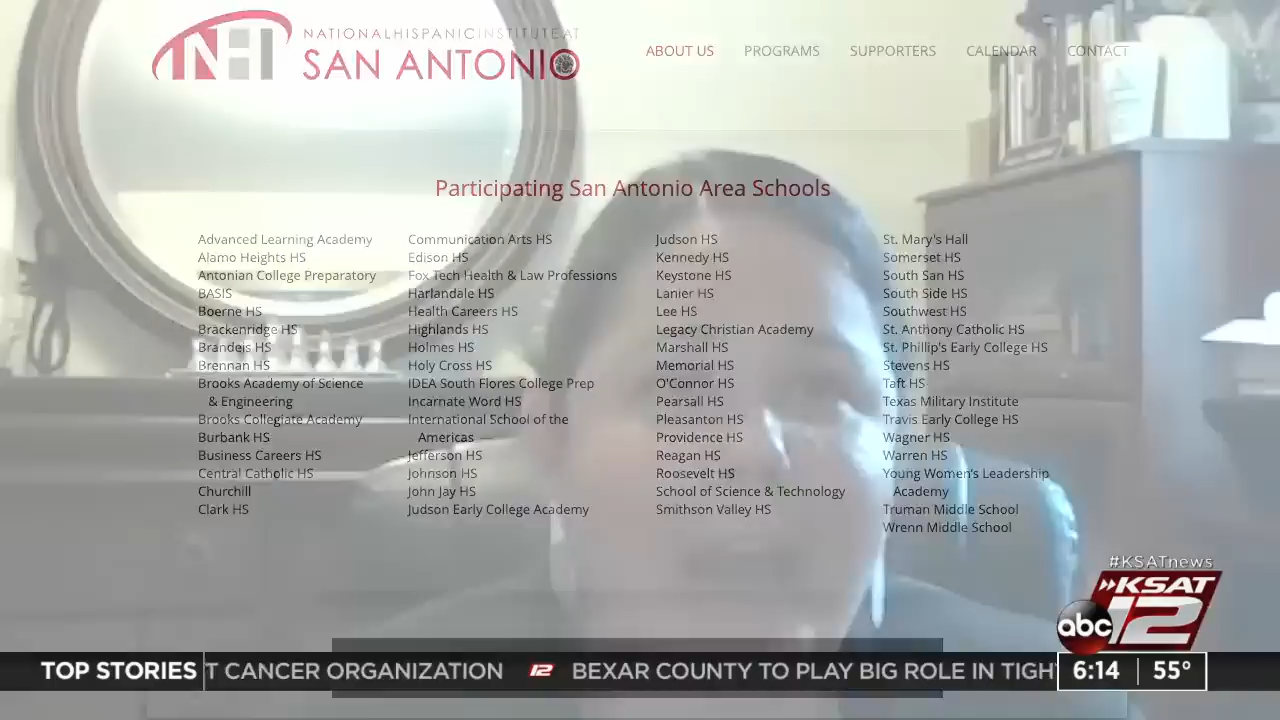 NHI NATIONALHISPANICINSTITUTE AT
SAN ANTONIO
ABOUT US PROGRAMS SUPPORTERS CALENDAR CONTACT
Participating San Antonio Area Schools
Advanced Learning Academy
Alamo Heights HS
Antonian College Preparatory
BASIS
Boerne HS
Brackenridge HS
Brandeis HS
Brennan HS
Brooks Academy of Science
& Engineering
Brooks Collegiate Academy
Burbank HS
Business Careers HS
Central Catholic HS
Churchill
Clark HS
Communication Arts HS
Edison HS
Fox Tech Health & Law Professions
Harlandale HS
Health Careers HS
Highlands HS
Holmes HS
Holy Cross HS
IDEA South Flores College Prep
Incarnate Word HS
International School of the
Americas
Jefferson HS
Johnson HS
John Jay HS
Judson Early College Academy
Judson HS
Kennedy HS
Keystone HS
Lanier HS
Lee HS
Legacy Christian Academy
Marshall HS
Memorial HS
O'Connor HS
Pearsall HS
Pleasanton HS
Providence HS
Reagan HS
Roosevelt HS
School of Science & Technology
Smithson Valley HS
St. Mary's Hall
Somerset HS
South San HS
South Side HS
Southwest HS
St. Anthony Catholic HS
St. Phillip's Early College HS
Stevens HS
Taft HS
Texas Military Institute
Travis Early College HS
Wagner HS
Warren HS
Young Women's Leadership
Academy
Truman Middle School
Wrenn Middle School
#KSATnews
KSAT
abc 12
TOP STORIES T CANCER ORGANIZATION 12 BEXAR COUNTY TO PLAY BIG ROLE IN TIGH 6:14 55°